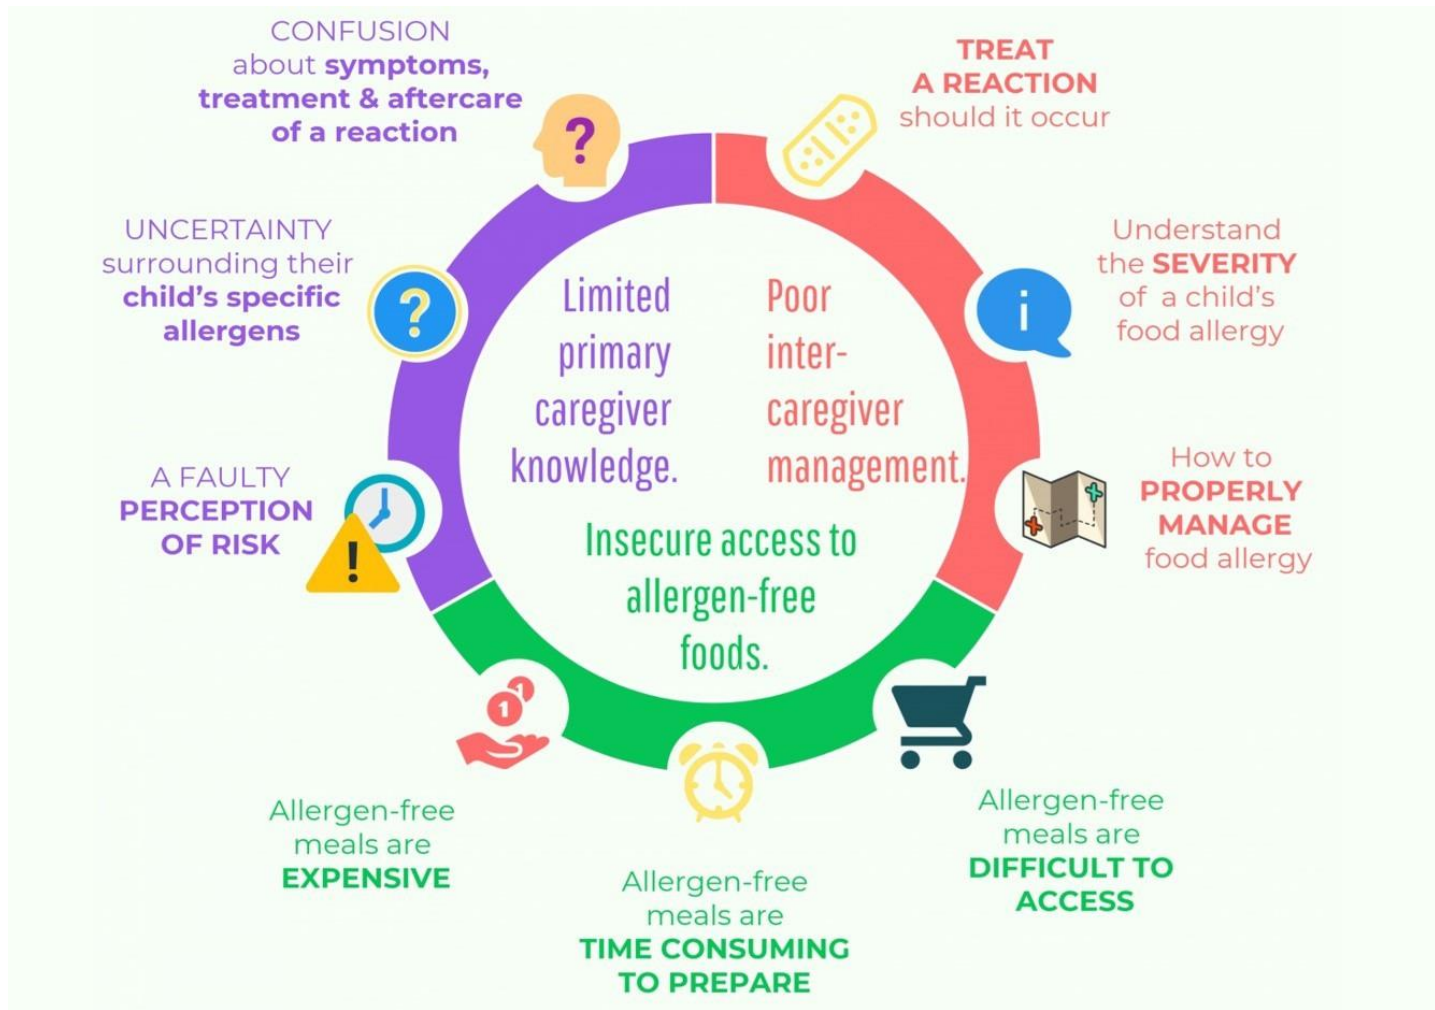 CONFUSION
about symptoms,
treatment & aftercare
of a reaction
UNCERTAINTY
surrounding their
child's specific
allergens
A FAULTY
PERCEPTION
OF RISK
TREAT
A REACTION
should it occur
Understand
the SEVERITY
of a child's
food allergy
How to
PROPERLY
MANAGE
food allergy
Limited
primary
caregiver
knowledge.
Poor
inter-
caregiver
management.
Insecure access to
allergen-free
foods.
?
?
!
i
1
1
Allergen-free
meals are
EXPENSIVE
Allergen-free
meals are
TIME CONSUMING
TO PREPARE
Allergen-free
meals are
DIFFICULT TO
ACCESS